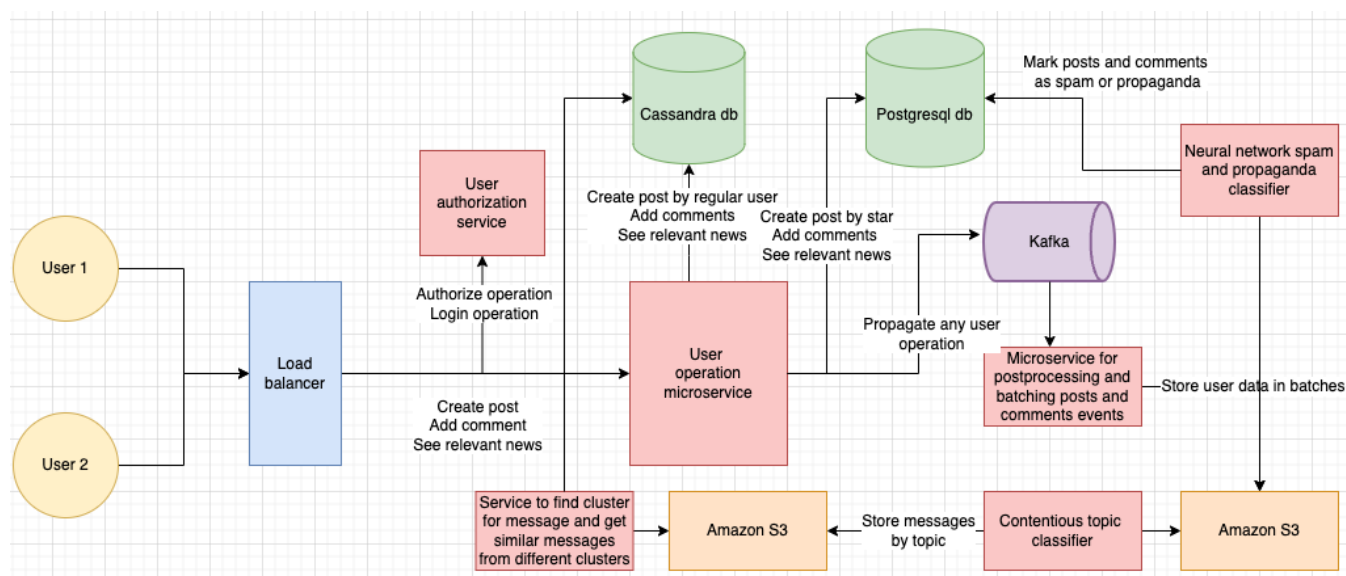 Cassandra db
Postgresql db
Mark posts and comments
as spam or propaganda
Neural network spam
and propaganda
classifier
User
authorization
service
Create post by regular user
Add comments
See relevant news
Create post by star
Add comments
See relevant news
Kafka
User 1
Authorize operation
Login operation
Load
balancer
User
operation
microservice
Propagate any user
operation
Microservice for
postprocessing and
batching posts and
comments events
Store user data in batches
Create post
Add comment
See relevant news
User 2
Service to find cluster
for message and get
similar messages
from different clusters
Amazon S3
Store messages
by topic
Contentious topic
classifier
Amazon S3